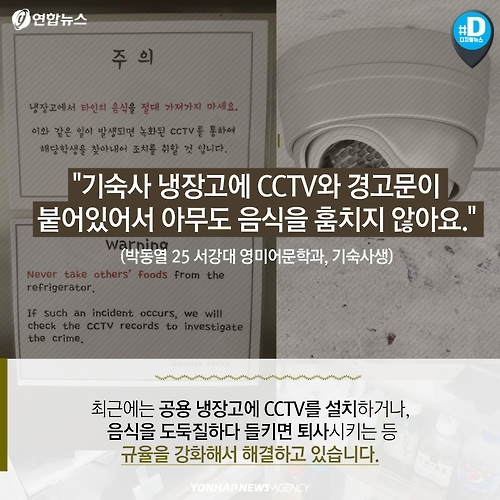 연합뉴스
#D
디지털뉴스
주 의
냉장고에서 타인의 음식을 절대 가져가지 마세요.
이와 같은 일이 발생되면 녹화된 CCTV를 통하여
해당학생을 찾아내어 조치를 취할 것 입니다.
"기숙사 냉장고에 CCTV와 경고문이
붙어있어서 아무도 음식을 훔치지 않아요."
(박동열 25 서강대 영미어문학과, 기숙사생)
Warning
Never take others' foods from the
refrigerator.
If such an incident occurs, we will
check the CCTV records to investigate
the crime.
최근에는 공용 냉장고에 CCTV를 설치하거나,
음식을 도둑질하다 들키면 퇴사시키는 등
규율을 강화해서 해결하고 있습니다.
YONHAP NEWS AGENCY